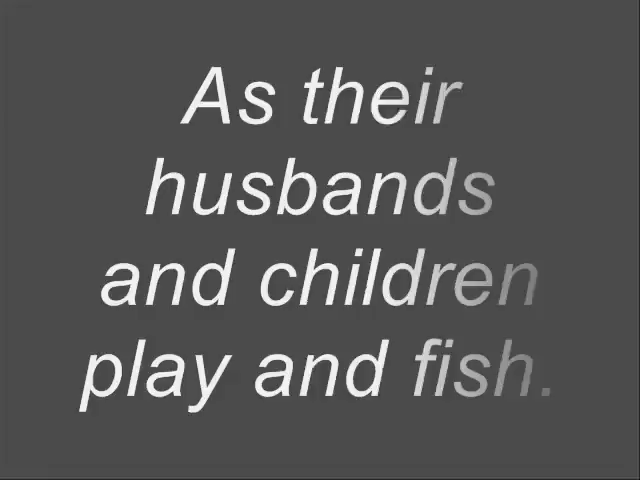 As their
husbands
and children
play and fish.